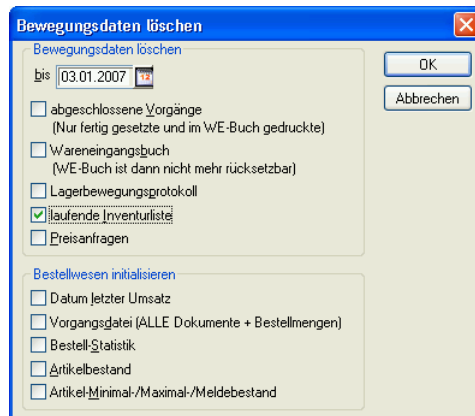 Bewegungsdaten löschen
Bewegungsdaten löschen
bis 03.01.2007 12
OK
Abbrechen
abgeschlossene Vorgänge
(Nur fertig gesetzte und im WE-Buch gedruckte)
Wareneingangsbuch
(WE-Buch ist dann nicht mehr rücksetzbar)
Lagerbewegungsprotokoll
laufende Inventurliste
Preisanfragen
Bestellwesen initialisieren
Datum letzter Umsatz
Vorgangsdatei (ALLE Dokumente + Bestellmengen)
Bestell-Statistik
Artikelbestand
Artikel-Minimal-/Maximal-/Meldebestand